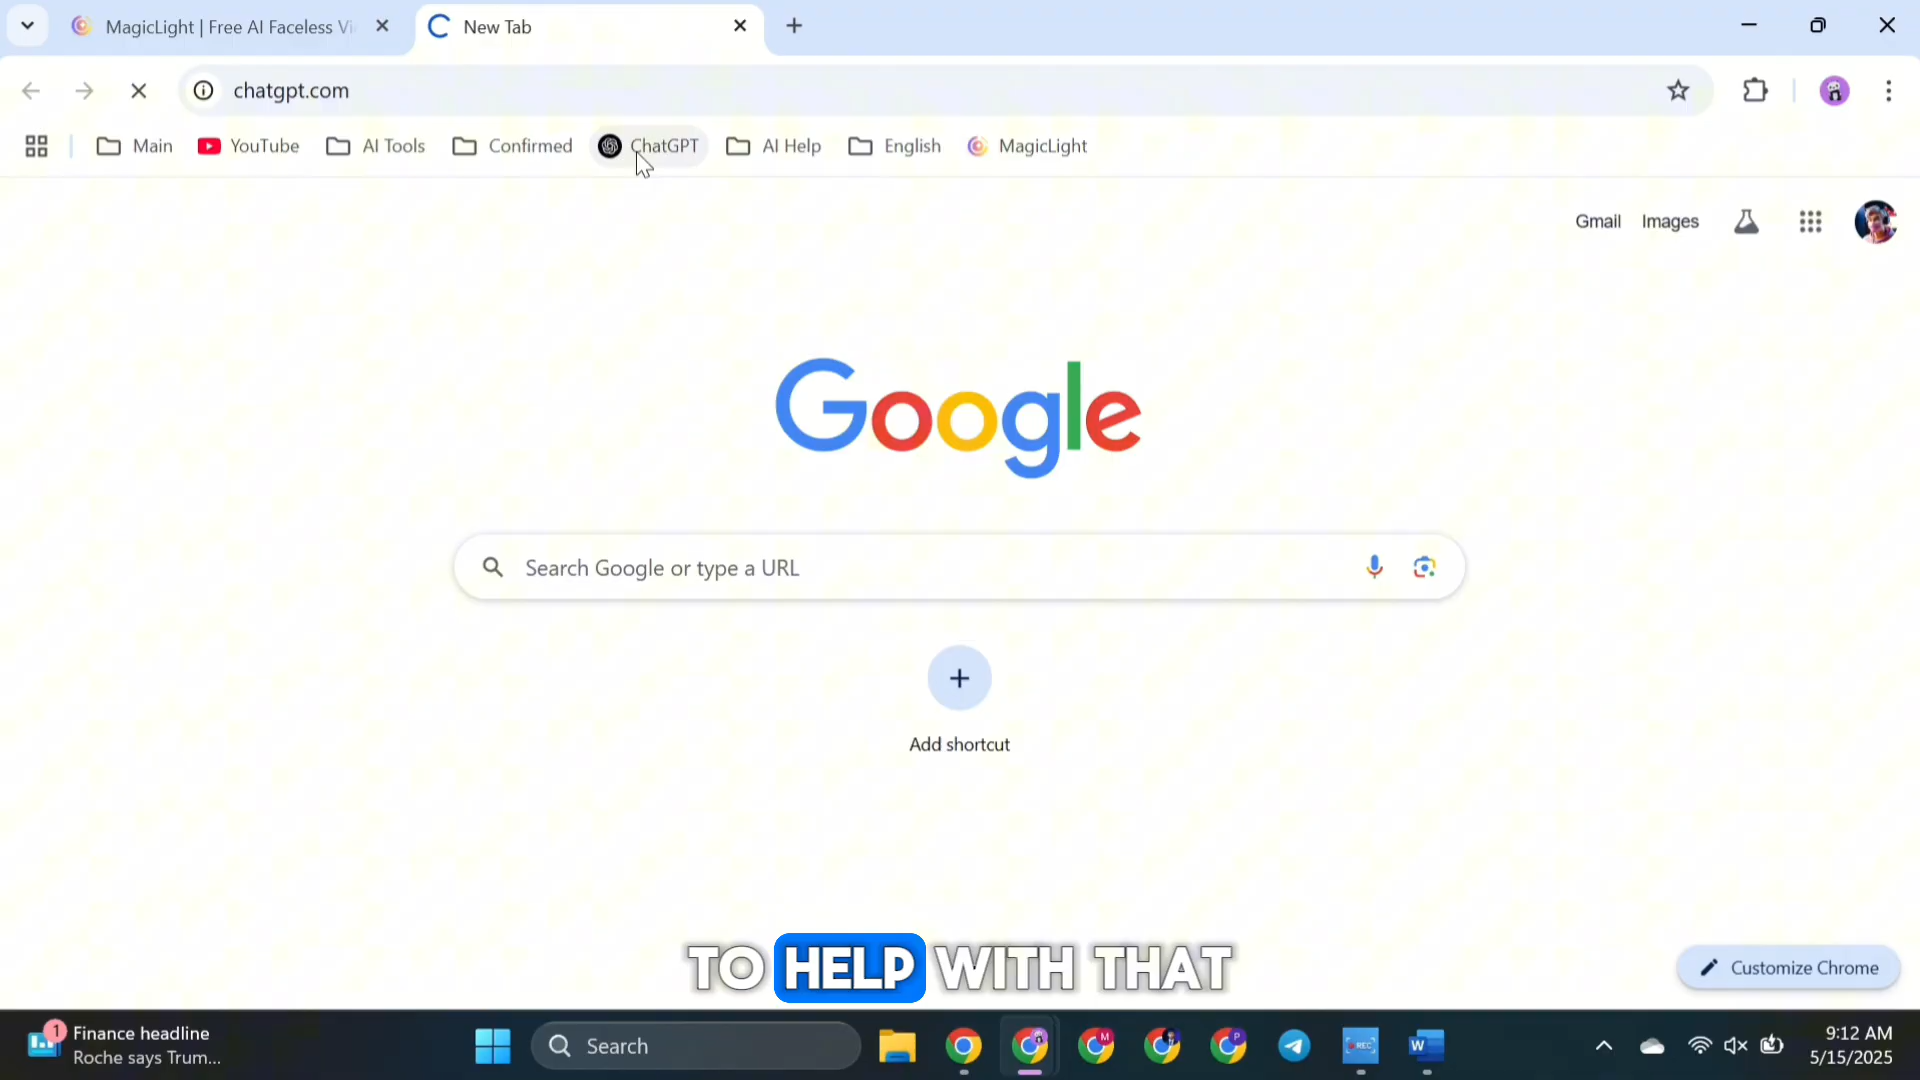 MagicLight | Free AI Faceless Vi
New Tab
chatgpt.com
Main
YouTube
AI Tools
Confirmed
ChatGPT
AI Help
English
MagicLight
Gmail
Images
Google
Search Google or type a URL
Add shortcut
TO HELP WITH THAT
Customize Chrome
1
Finance headline
Roche says Trum...
Search
M
P
REC
W
9:12 AM
5/15/2025